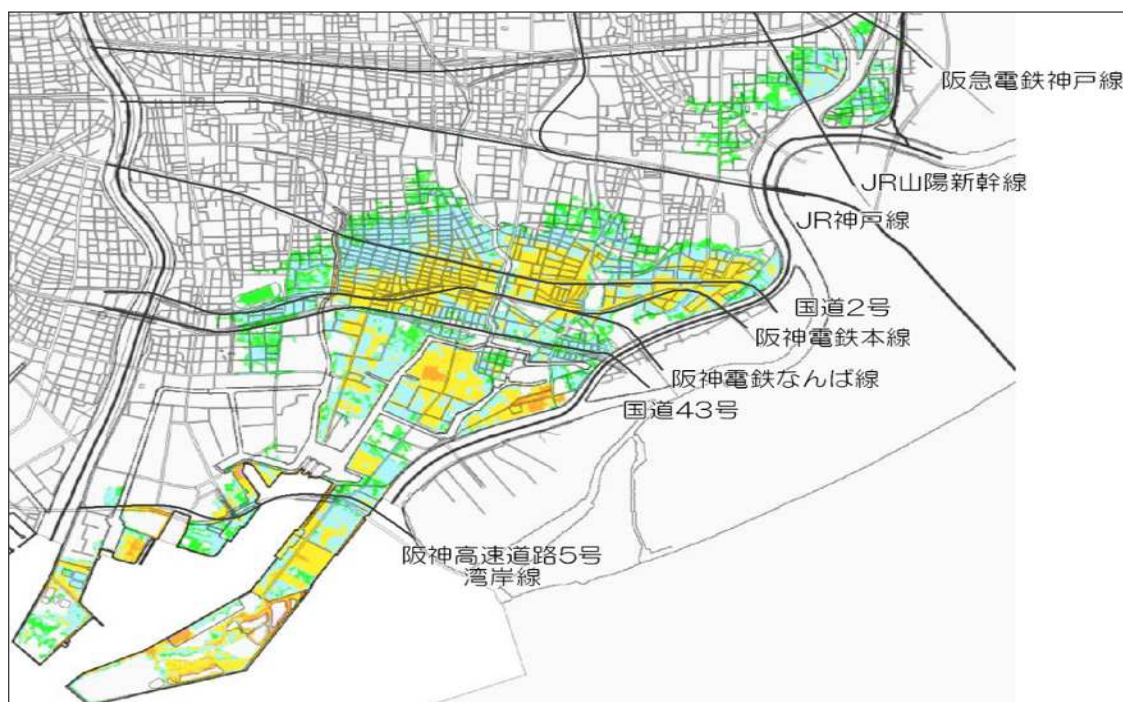 阪急電鉄神戸線
JR山陽新幹線
JR神戸線
国道2号
阪神電鉄本線
阪神電鉄なんば線
国道43号
阪神高速道路5号
湾岸線